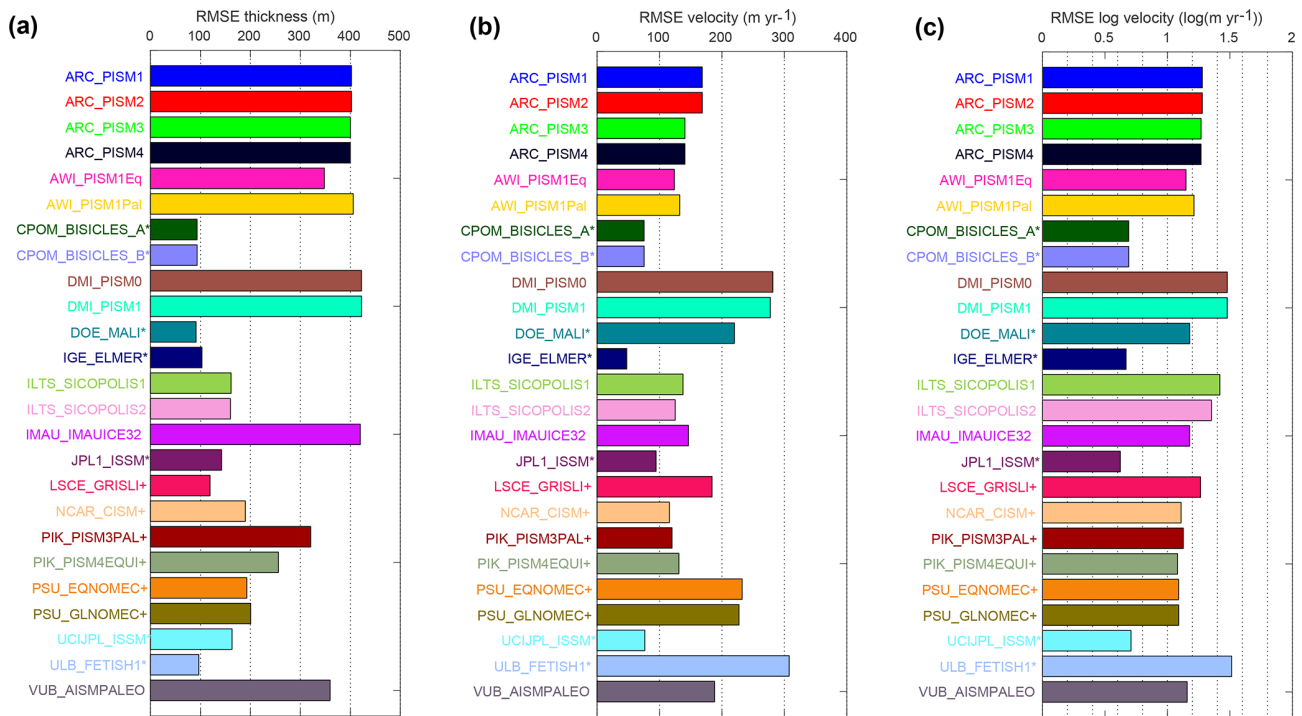 (a)
RMSE thickness (m)
0 100 200 300 400 500
ARC_PISM1
ARC_PISM2
ARC_PISM3
ARC_PISM4
AWI_PISM1Eq
AWI_PISM1Pal
CPOM_BISICLES_A*
CPOM_BISICLES_B*
DMI_PISM0
DMI_PISM1
DOE_MALI*
IGE_ELMER*
ILTS_SICOPOLIS1
ILTS_SICOPOLIS2
IMAU_IMAUICE32
JPL1_ISSM*
LSCE_GRISLI+
NCAR_CISM+
PIK_PISM3PAL+
PIK_PISM4EQUI+
PSU_EQNOMEC+
PSU_GLNOMEC+
UCIJPL_ISSM*
ULB_FETISH1*
VUB_AISMPALEO
(b)
RMSE velocity (m yr-1)
0 100 200 300 400
ARC_PISM1
ARC_PISM2
ARC_PISM3
ARC_PISM4
AWI_PISM1Eq
AWI_PISM1Pal
CPOM_BISICLES_A*
CPOM_BISICLES_B*
DMI_PISM0
DMI_PISM1
DOE_MALI*
IGE_ELMER*
ILTS_SICOPOLIS1
ILTS_SICOPOLIS2
IMAU_IMAUICE32
JPL1_ISSM*
LSCE_GRISLI+
NCAR_CISM+
PIK_PISM3PAL+
PIK_PISM4EQUI+
PSU_EQNOMEC+
PSU_GLNOMEC+
UCIJPL_ISSM*
ULB_FETISH1*
VUB_AISMPALEO
(c)
RMSE log velocity (log(m yr-1))
0 0.5 1 1.5 2
ARC_PISM1
ARC_PISM2
ARC_PISM3
ARC_PISM4
AWI_PISM1Eq
AWI_PISM1Pal
CPOM_BISICLES_A*
CPOM_BISICLES_B*
DMI_PISM0
DMI_PISM1
DOE_MALI*
IGE_ELMER*
ILTS_SICOPOLIS1
ILTS_SICOPOLIS2
IMAU_IMAUICE32
JPL1_ISSM*
LSCE_GRISLI+
NCAR_CISM+
PIK_PISM3PAL+
PIK_PISM4EQUI+
PSU_EQNOMEC+
PSU_GLNOMEC+
UCIJPL_ISSM*
ULB_FETISH1*
VUB_AISMPALEO